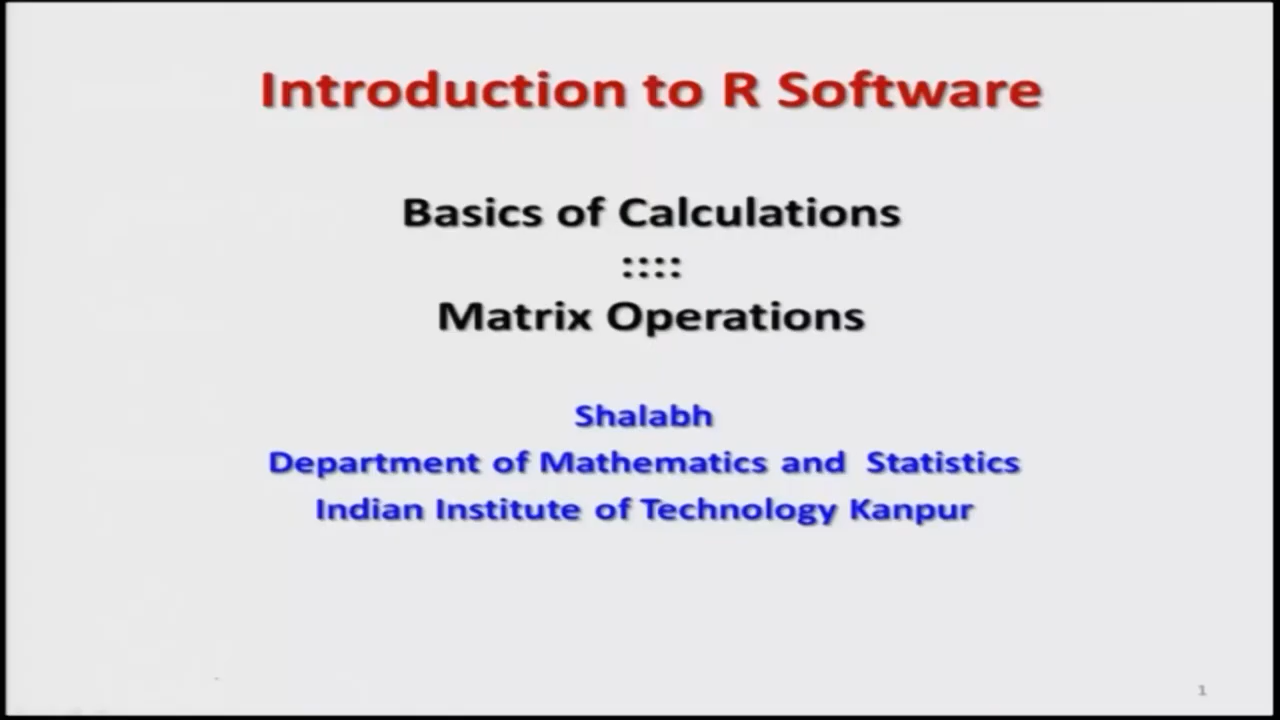 Introduction to R Software
Basics of Calculations
::::
Matrix Operations
Shalabh
Department of Mathematics and Statistics
Indian Institute of Technology Kanpur
1